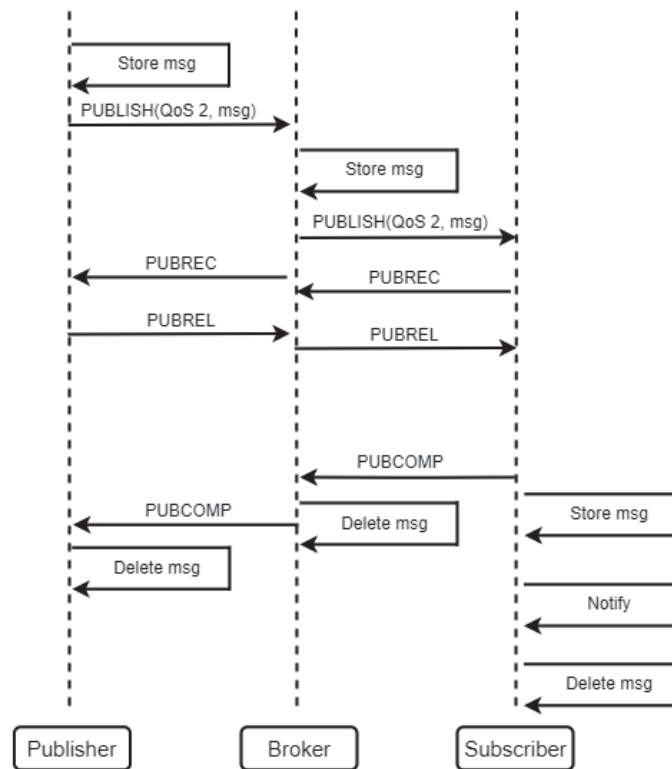 Store msg
PUBLISH(QoS 2, msg)
Store msg
PUBLISH(QoS 2, msg)
PUBREC
PUBREC
PUBREL
PUBREL
PUBCOMP
PUBCOMP
Delete msg
Store msg
Delete msg
Notify
Delete msg
Publisher
Broker
Subscriber